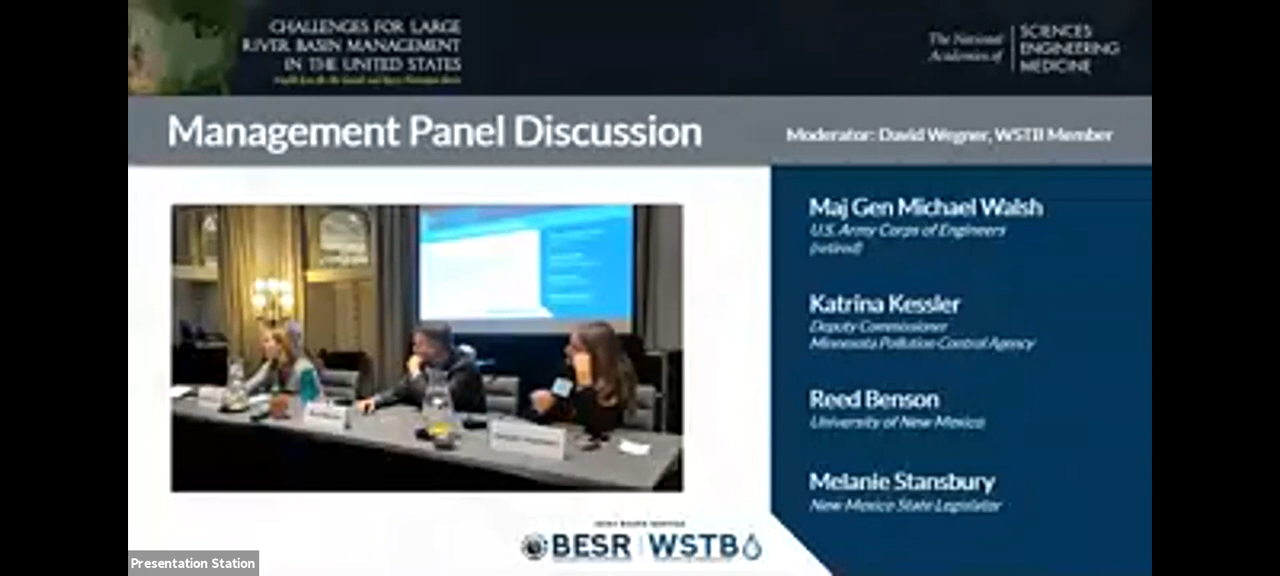 CHALLENGES FOR LARGE
RIVER BASIN MANAGEMENT
IN THE UNITED STATES
The National
Academies of
SCIENCES
ENGINEERING
MEDICINE
Management Panel Discussion
Moderator: David Wegner, WSTB Member
Maj Gen Michael Walsh
U.S. Army Corps of Engineers
(retired)
Katrina Kessler
Deputy Commissioner
Minnesota Pollution Control Agency
Reed Benson
University of New Mexico
Melanie Stansbury
New Mexico State Legislator
BESR WSTB
Presentation Station